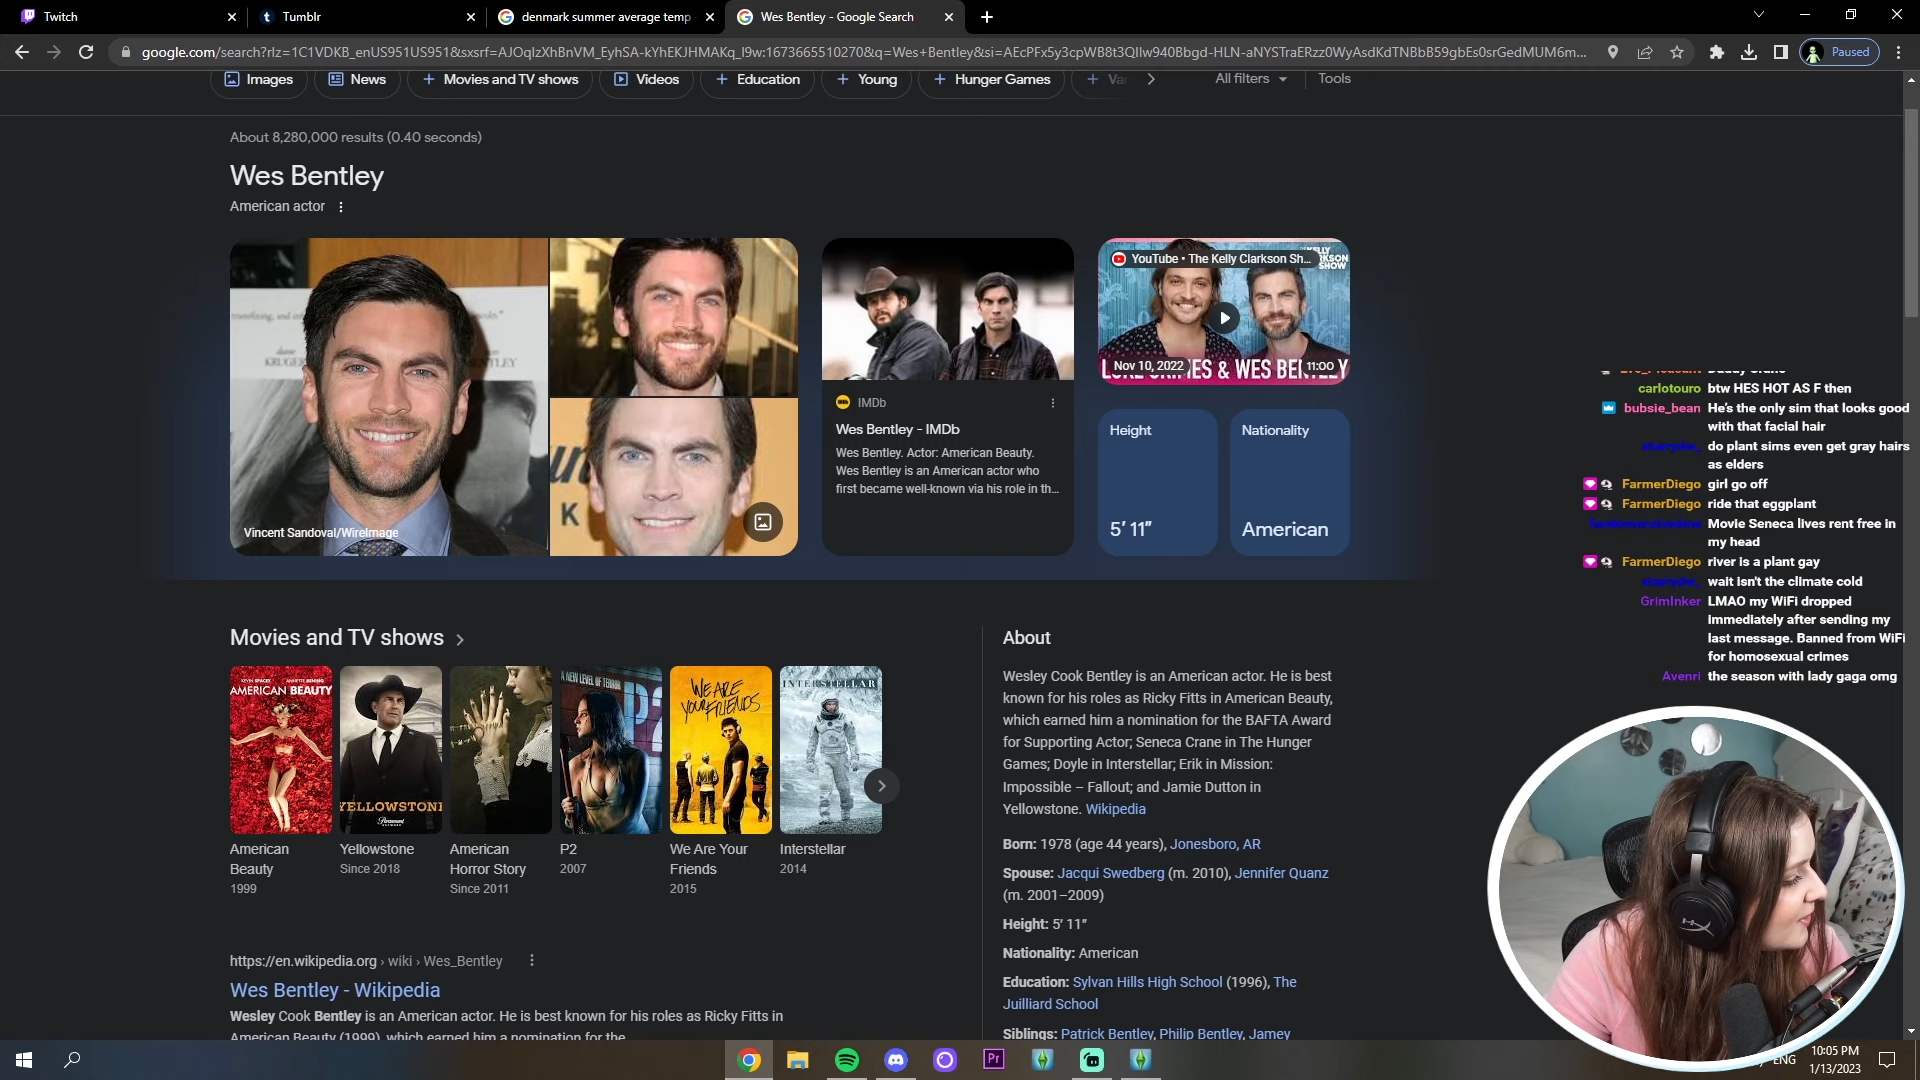 Twitch
Tumblr
denmark summer average temp
Wes Bentley - Google Search
google.com/search?rlz=1C1VDKB_enUS951US951&sxsrf=AJOqlzXhBnVM_EyhSA-kYhEKJHMAKq_I9w:1673665510270&q=Wes+Bentley&si=AEcPFx5y3cpWB8t3QIlw940Bbgd-HLN-aNYSTraERzz0WyAsdKdTNBbB59gbEs0srGedMUM6m...
Paused
Images
News
Movies and TV shows
Videos
Education
Young
Hunger Games
All filters
Tools
About 8,280,000 results (0.40 seconds)
Wes Bentley
American actor
Vincent Sandoval/WireImage
IMDb
Wes Bentley - IMDb
Wes Bentley. Actor: American Beauty.
Wes Bentley is an American actor who
first became well-known via his role in th...
YouTube • The Kelly Clarkson Sh...
Nov 10, 2022
11:00
Height
5′ 11″
Nationality
American
Movies and TV shows
AMERICAN BEAUTY
YELLOWSTONE
WE ARE YOUR FRIENDS
INTERSTELLAR
American
Beauty
1999
Yellowstone
Since 2018
American
Horror Story
Since 2011
P2
2007
We Are Your
Friends
2015
Interstellar
2014
https://en.wikipedia.org › wiki › Wes_Bentley
Wes Bentley - Wikipedia
Wesley Cook Bentley is an American actor. He is best known for his roles as Ricky Fitts in
American Beauty (1999), which earned him a nomination for the
About
Wesley Cook Bentley is an American actor. He is best
known for his roles as Ricky Fitts in American Beauty,
which earned him a nomination for the BAFTA Award
for Supporting Actor; Seneca Crane in The Hunger
Games; Doyle in Interstellar; Erik in Mission:
Impossible – Fallout; and Jamie Dutton in
Yellowstone. Wikipedia
Born: 1978 (age 44 years), Jonesboro, AR
Spouse: Jacqui Swedberg (m. 2010), Jennifer Quanz
(m. 2001–2009)
Height: 5′ 11″
Nationality: American
Education: Sylvan Hills High School (1996), The
Juilliard School
Siblings: Patrick Bentley, Philip Bentley, Jamey
carlotouro btw HES HOT AS F then
bubsie_bean He's the only sim that looks good
with that facial hair
do plant sims even get gray hairs
as elders
FarmerDiego girl go off
FarmerDiego ride that eggplant
Movie Seneca lives rent free in
my head
FarmerDiego river is a plant gay
wait isn't the climate cold
GrimInker LMAO my WiFi dropped
immediately after sending my
last message. Banned from WiFi
for homosexual crimes
Avenri the season with lady gaga omg
ENG
10:05 PM
1/13/2023